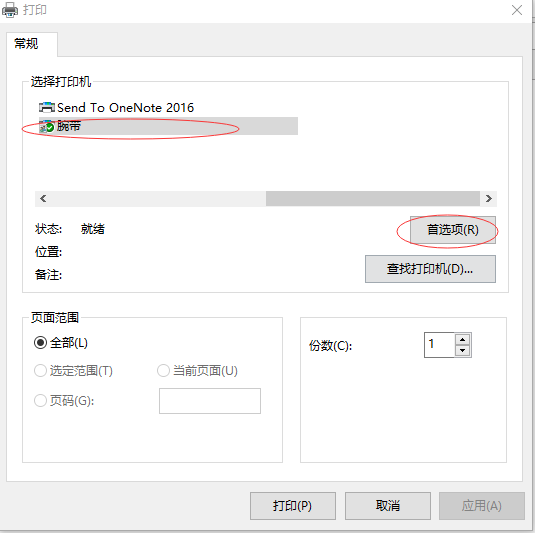 打印
常规
选择打印机
Send To OneNote 2016
腕带
状态: 就绪
首选项(R)
位置:
备注:
查找打印机(D)...
页面范围
全部(L)
选定范围(T) 当前页面(U)
页码(G):
份数(C): 1
打印(P) 取消 应用(A)